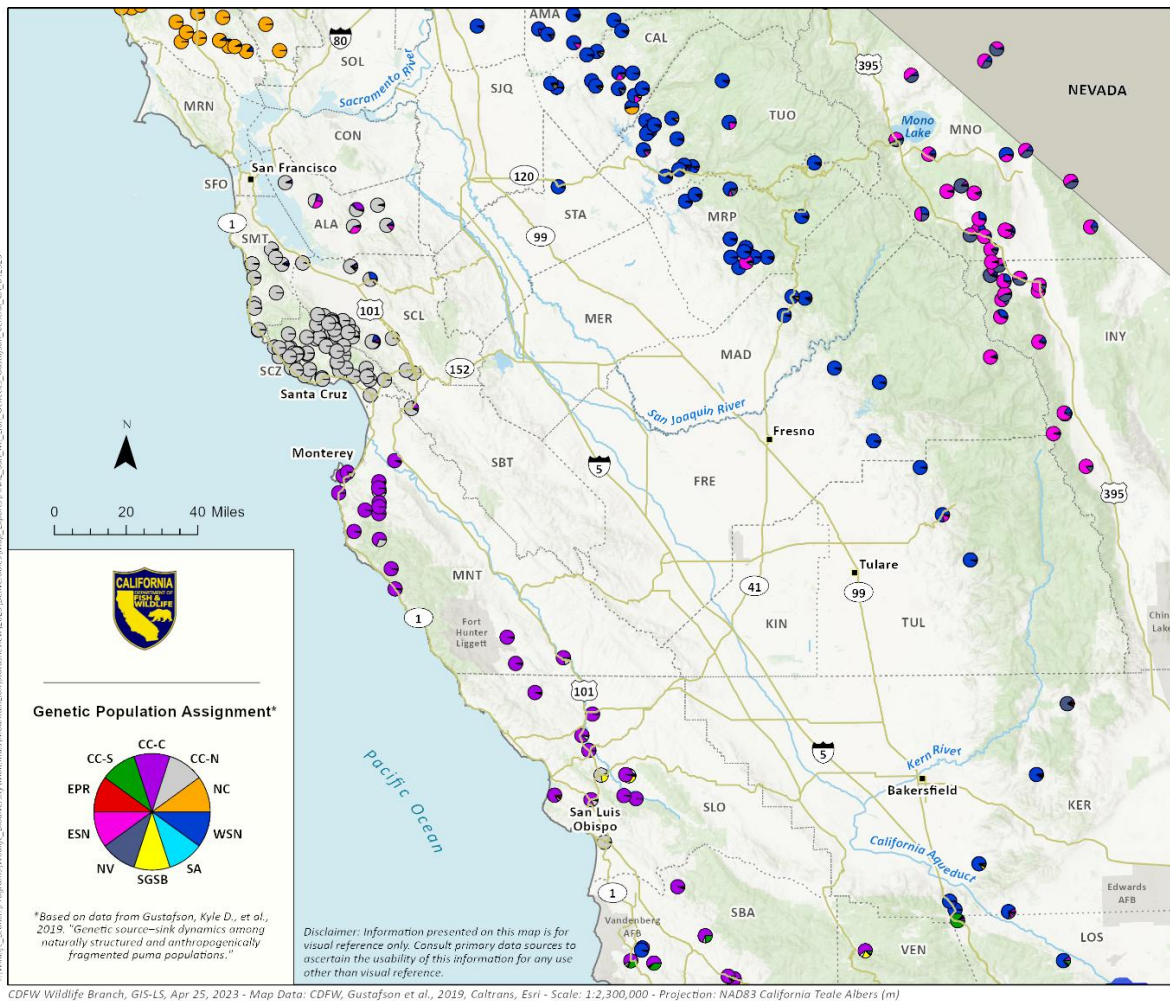 AMA
CAL
80
SOL
Sacramento River
SJQ
395
NEVADA
MRN
CON
TUO
Mono
Lake
MNO
San Francisco
SFO
120
STA
1
ALA
99
MRP
SMT
101
SCL
MER
INY
SCZ
152
MAD
Santa Cruz
San Joaquin River
N
Fresno
Monterey
SBT
5
FRE
395
0 20 40 Miles
Tulare
MNT
41
99
CALIFORNIA
DEPARTMENT OF
FISH &
WILDLIFE
1
Fort
Hunter
Liggett
KIN
TUL
China
Lake
101
Genetic Population Assignment*
CC-C
CC-S
CC-N
EPR
NC
ESN
WSN
NV
SA
SGSB
Pacific Ocean
5
Kern River
Bakersfield
SLO
KER
San Luis
Obispo
California Aqueduct
1
Edwards
AFB
*Based on data from Gustafson, Kyle D., et al.,
2019. "Genetic source–sink dynamics among
naturally structured and anthropogenically
fragmented puma populations."
Disclaimer: Information presented on this map is for
visual reference only. Consult primary data sources to
ascertain the usability of this information for any use
other than visual reference.
Vandenberg
AFB
SBA
VEN
LOS
CDFW Wildlife Branch, GIS-LS, Apr 25, 2023 - Map Data: CDFW, Gustafson et al., 2019, Caltrans, Esri - Scale: 1:2,300,000 - Projection: NAD83 California Teale Albers (m)